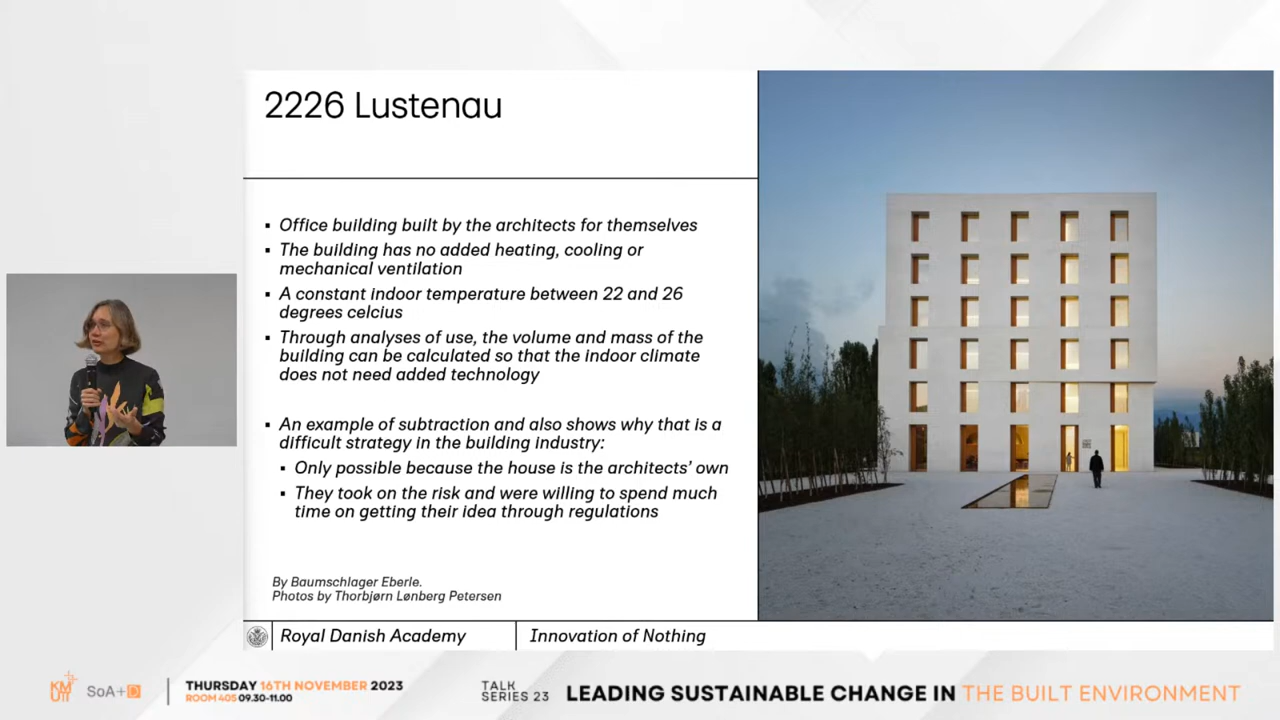 2226 Lustenau
▪ Office building built by the architects for themselves
▪ The building has no added heating, cooling or
mechanical ventilation
▪ A constant indoor temperature between 22 and 26
degrees celcius
▪ Through analyses of use, the volume and mass of the
building can be calculated so that the indoor climate
does not need added technology
▪ An example of subtraction and also shows why that is a
difficult strategy in the building industry:
▪ Only possible because the house is the architects’ own
▪ They took on the risk and were willing to spend much
time on getting their idea through regulations
By Baumschlager Eberle.
Photos by Thorbjørn Lønberg Petersen
Royal Danish Academy
Innovation of Nothing
KM
UTT
SoA+D
THURSDAY 16TH NOVEMBER 2023
ROOM 405 09.30-11.00
TALK
SERIES 23
LEADING SUSTAINABLE CHANGE IN THE BUILT ENVIRONMENT